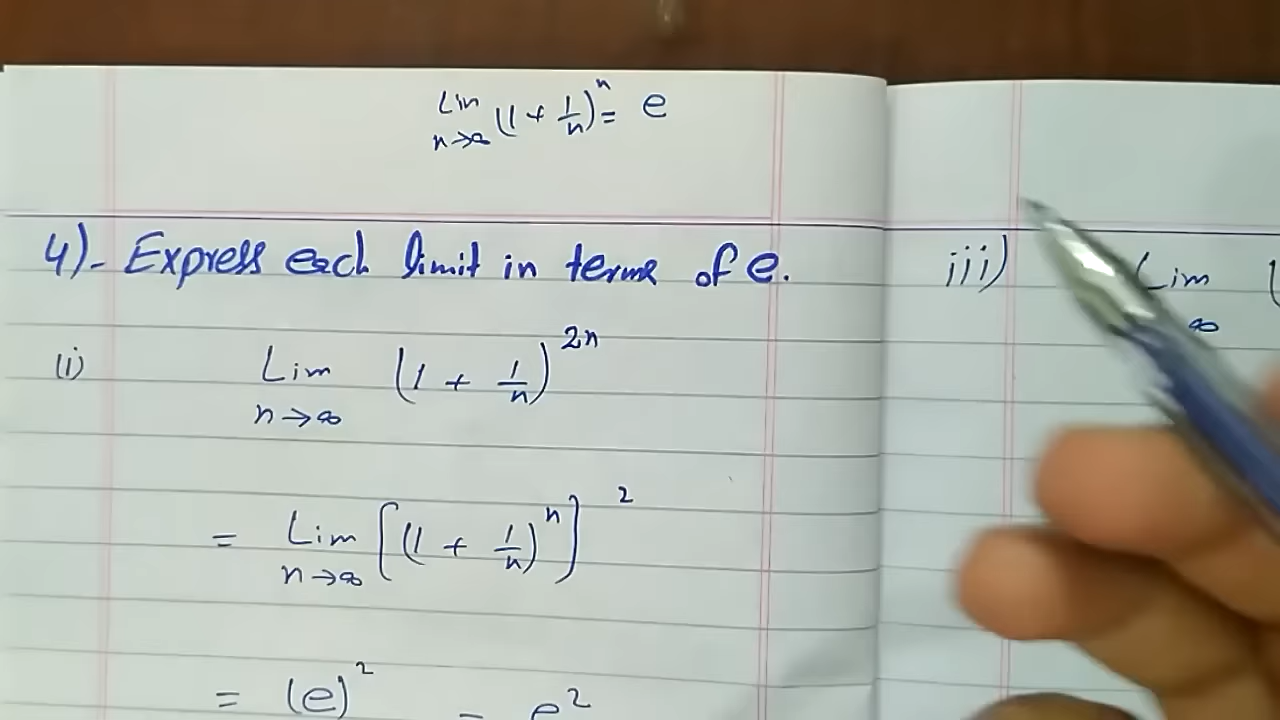 Lim (1 + 1/n)^n = e
n→∞
4)- Express each limit in terms of e.
(i) Lim (1 + 1/n)^2n
n→∞
= Lim [(1 + 1/n)^n]^2
n→∞
= (e)^2 = e^2
iii) Lim (
∞